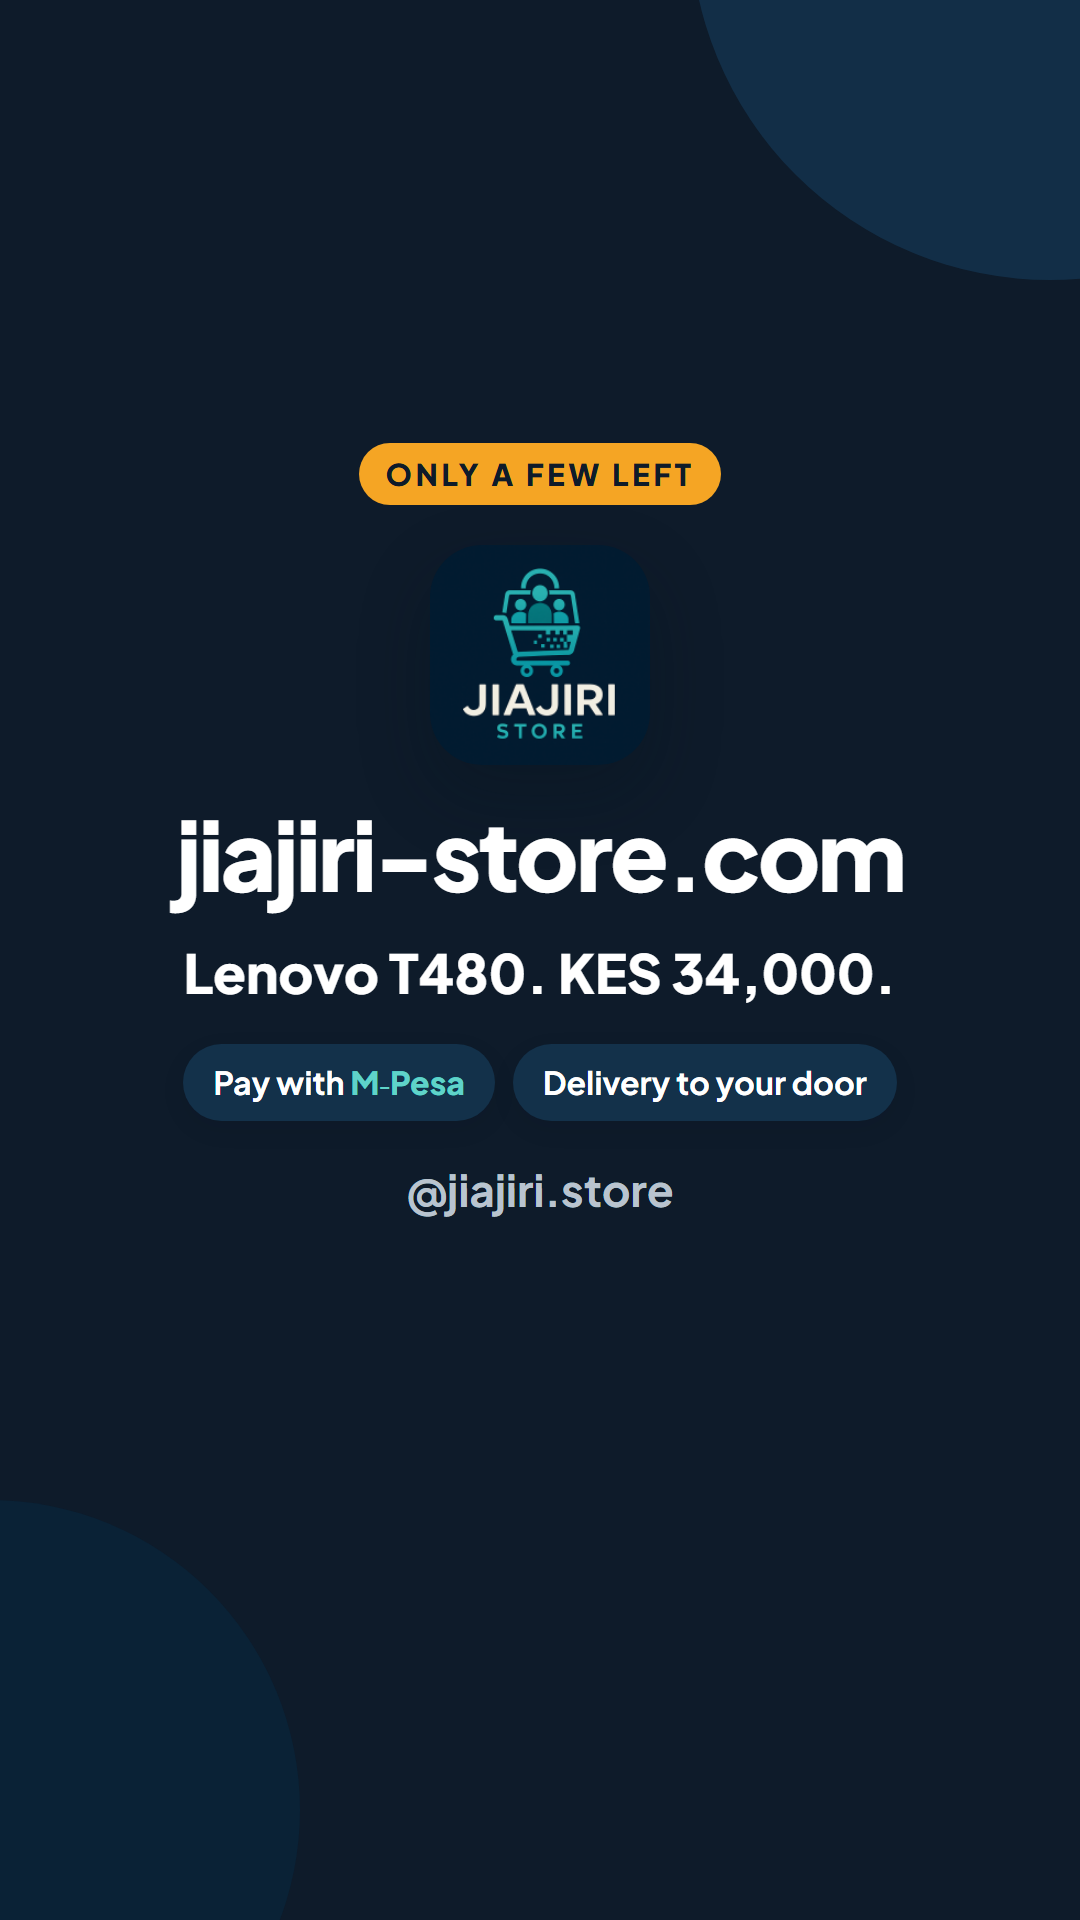 ONLY A FEW LEFT
JIAJIRI
STORE
jiajiri-store.com
Lenovo T480. KES 34,000.
Pay with M-Pesa
Delivery to your door
@jiajiri.store